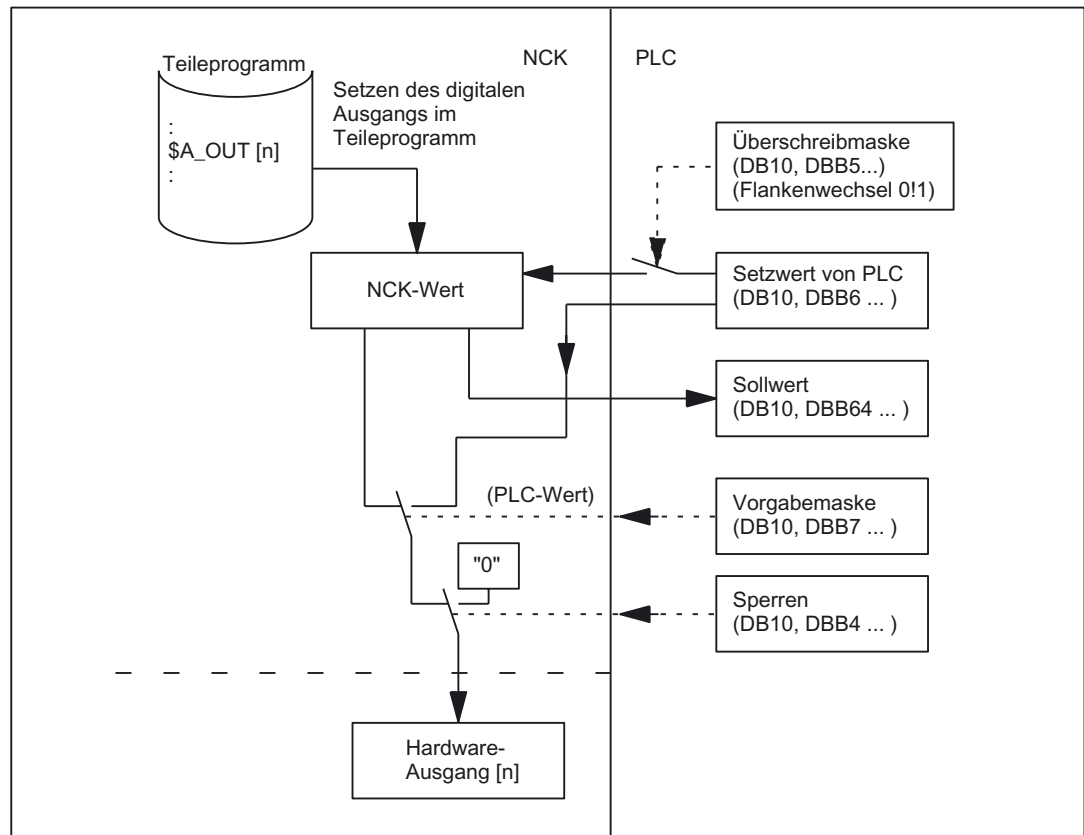 Teileprogramm
:
$A_OUT [n]
:
Setzen des digitalen
Ausgangs im
Teileprogramm
NCK
PLC
Überschreibmaske
(DB10, DBB5...)
(Flankenwechsel 0!1)
NCK-Wert
Setzwert von PLC
(DB10, DBB6 ... )
Sollwert
(DB10, DBB64 ... )
(PLC-Wert)
Vorgabemaske
(DB10, DBB7 ... )
"0"
Sperren
(DB10, DBB4 ... )
Hardware-
Ausgang [n]